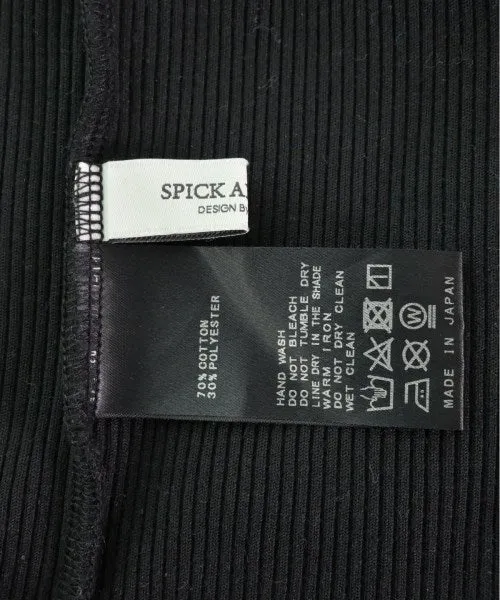 SPICK A
DESIGN B
70% COTTON
30% POLYESTER
HAND WASH
DO NOT BLEACH
DO NOT TUMBLE DRY
LINE DRY IN THE SHADE
WARM IRON
DO NOT DRY CLEAN
WET CLEAN
W
MADE IN JAPAN